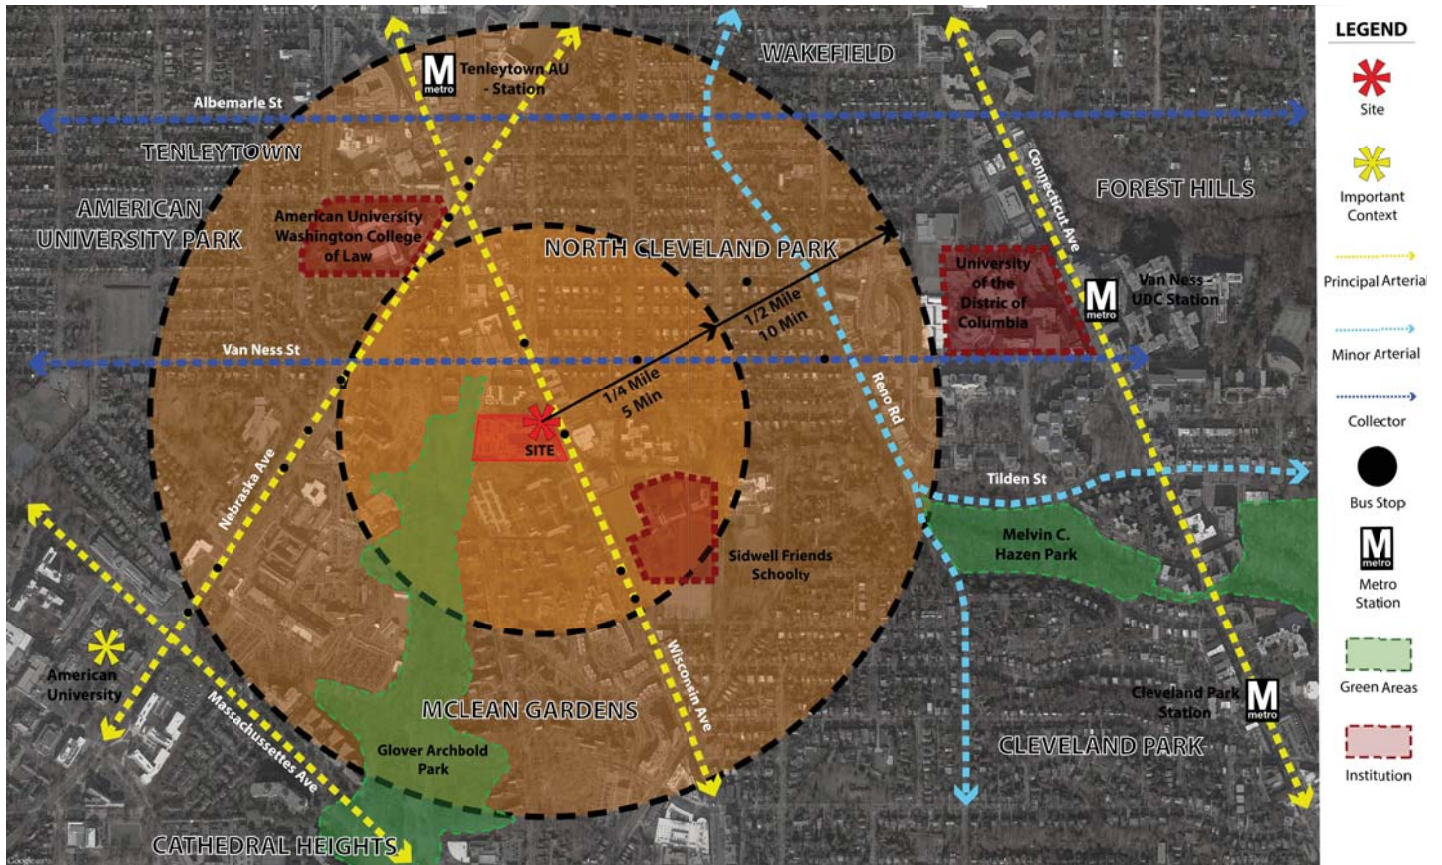 WAKEFIELD
M
metro
Tenleytown AU
- Station
Albemarle St
TENLEYTOWN
AMERICAN
UNIVERSITY PARK
American University
Washington College
of Law
NORTH CLEVELAND PARK
Connecticut Ave
FOREST HILLS
University
of the
Distric of
Columbia
M
metro
Van Ness -
UDC Station
1/2 Mile
10 Min
Van Ness St
1/4 Mile
5 Min
Reno Rd
SITE
Nebraska Ave
Tilden St
Melvin C.
Hazen Park
Sidwell Friends
Schoolty
American
University
Massachussettes Ave
Wisconsin Ave
MCLEAN GARDENS
Glover Archbold
Park
Cleveland Park
Station
M
metro
CLEVELAND PARK
CATHEDRAL HEIGHTS
Google
LEGEND
Site
Important
Context
Principal Arterial
Minor Arterial
Collector
Bus Stop
M
metro
Metro
Station
Green Areas
Institution